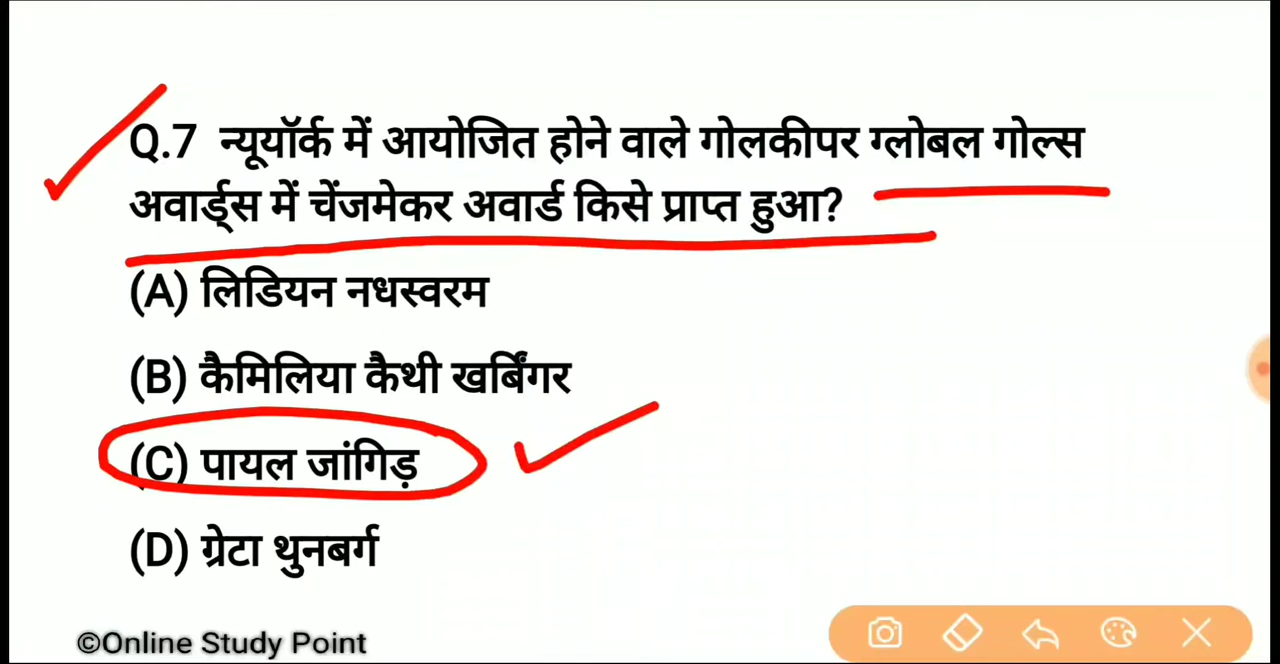 Q.7 न्यूयॉर्क में आयोजित होने वाले गोलकीपर ग्लोबल गोल्स
अवार्ड्स में चेंजमेकर अवार्ड किसे प्राप्त हुआ?
(A) लिडियन नधस्वरम
(B) कैमिलिया कैथी खर्बिंगर
(C) पायल जांगिड़
(D) ग्रेटा थुनबर्ग
©Online Study Point